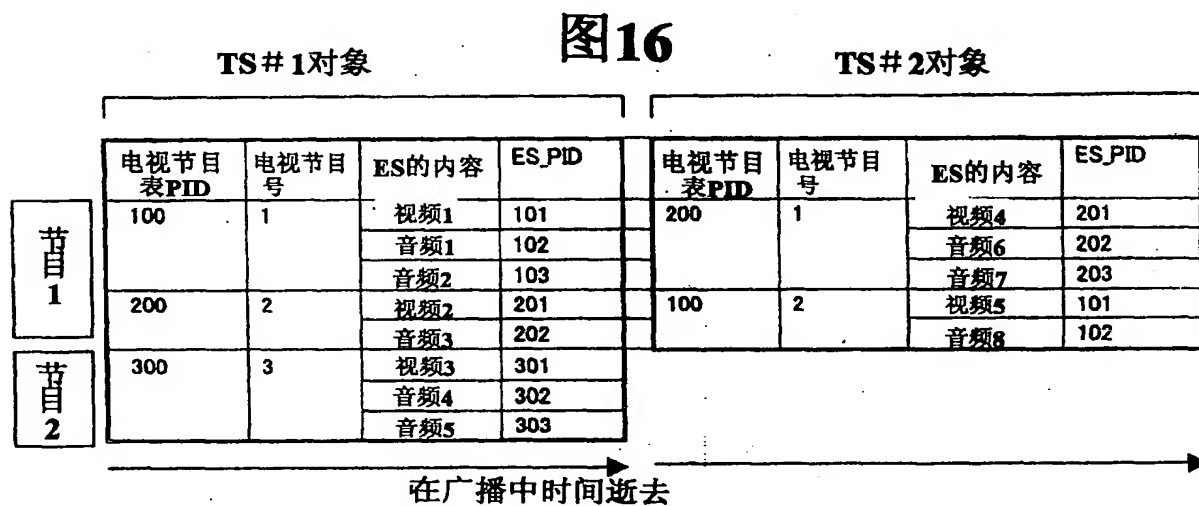 图16
TS#1对象 TS#2对象
电视节目表PID 电视节目号 ES的内容 ES_PID 电视节目表PID 电视节目号 ES的内容 ES_PID
节目1 100 1 视频1 101 200 1 视频4 201
音频1 102 音频6 202
音频2 103 音频7 203
200 2 视频2 201 100 2 视频5 101
音频3 202 音频8 102
节目2 300 3 视频3 301
音频4 302
音频5 303
在广播中时间逝去